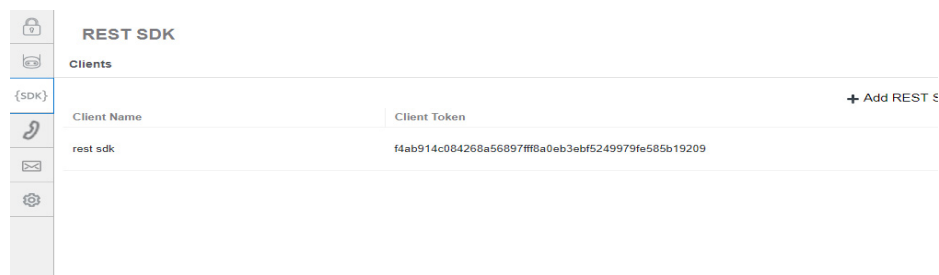 REST SDK
Clients
{SDK}
+ Add REST S
Client Name Client Token
rest sdk f4ab914c084268a56897fff8a0eb3ebf5249979fe585b19209